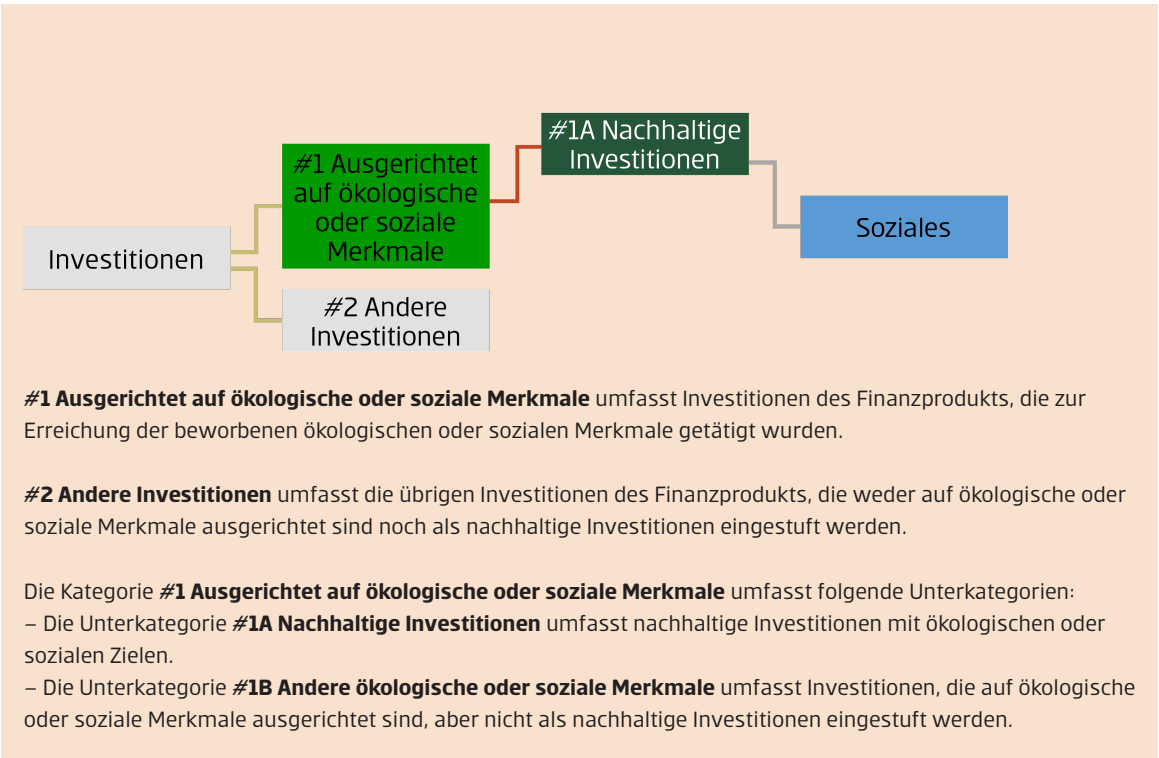 #1A Nachhaltige
Investitionen
#1 Ausgerichtet
auf ökologische
oder soziale
Merkmale
Soziales
Investitionen
#2 Andere
Investitionen
#1 Ausgerichtet auf ökologische oder soziale Merkmale umfasst Investitionen des Finanzprodukts, die zur
Erreichung der beworbenen ökologischen oder sozialen Merkmale getätigt wurden.
#2 Andere Investitionen umfasst die übrigen Investitionen des Finanzprodukts, die weder auf ökologische oder
soziale Merkmale ausgerichtet sind noch als nachhaltige Investitionen eingestuft werden.
Die Kategorie #1 Ausgerichtet auf ökologische oder soziale Merkmale umfasst folgende Unterkategorien:
– Die Unterkategorie #1A Nachhaltige Investitionen umfasst nachhaltige Investitionen mit ökologischen oder
sozialen Zielen.
– Die Unterkategorie #1B Andere ökologische oder soziale Merkmale umfasst Investitionen, die auf ökologische
oder soziale Merkmale ausgerichtet sind, aber nicht als nachhaltige Investitionen eingestuft werden.